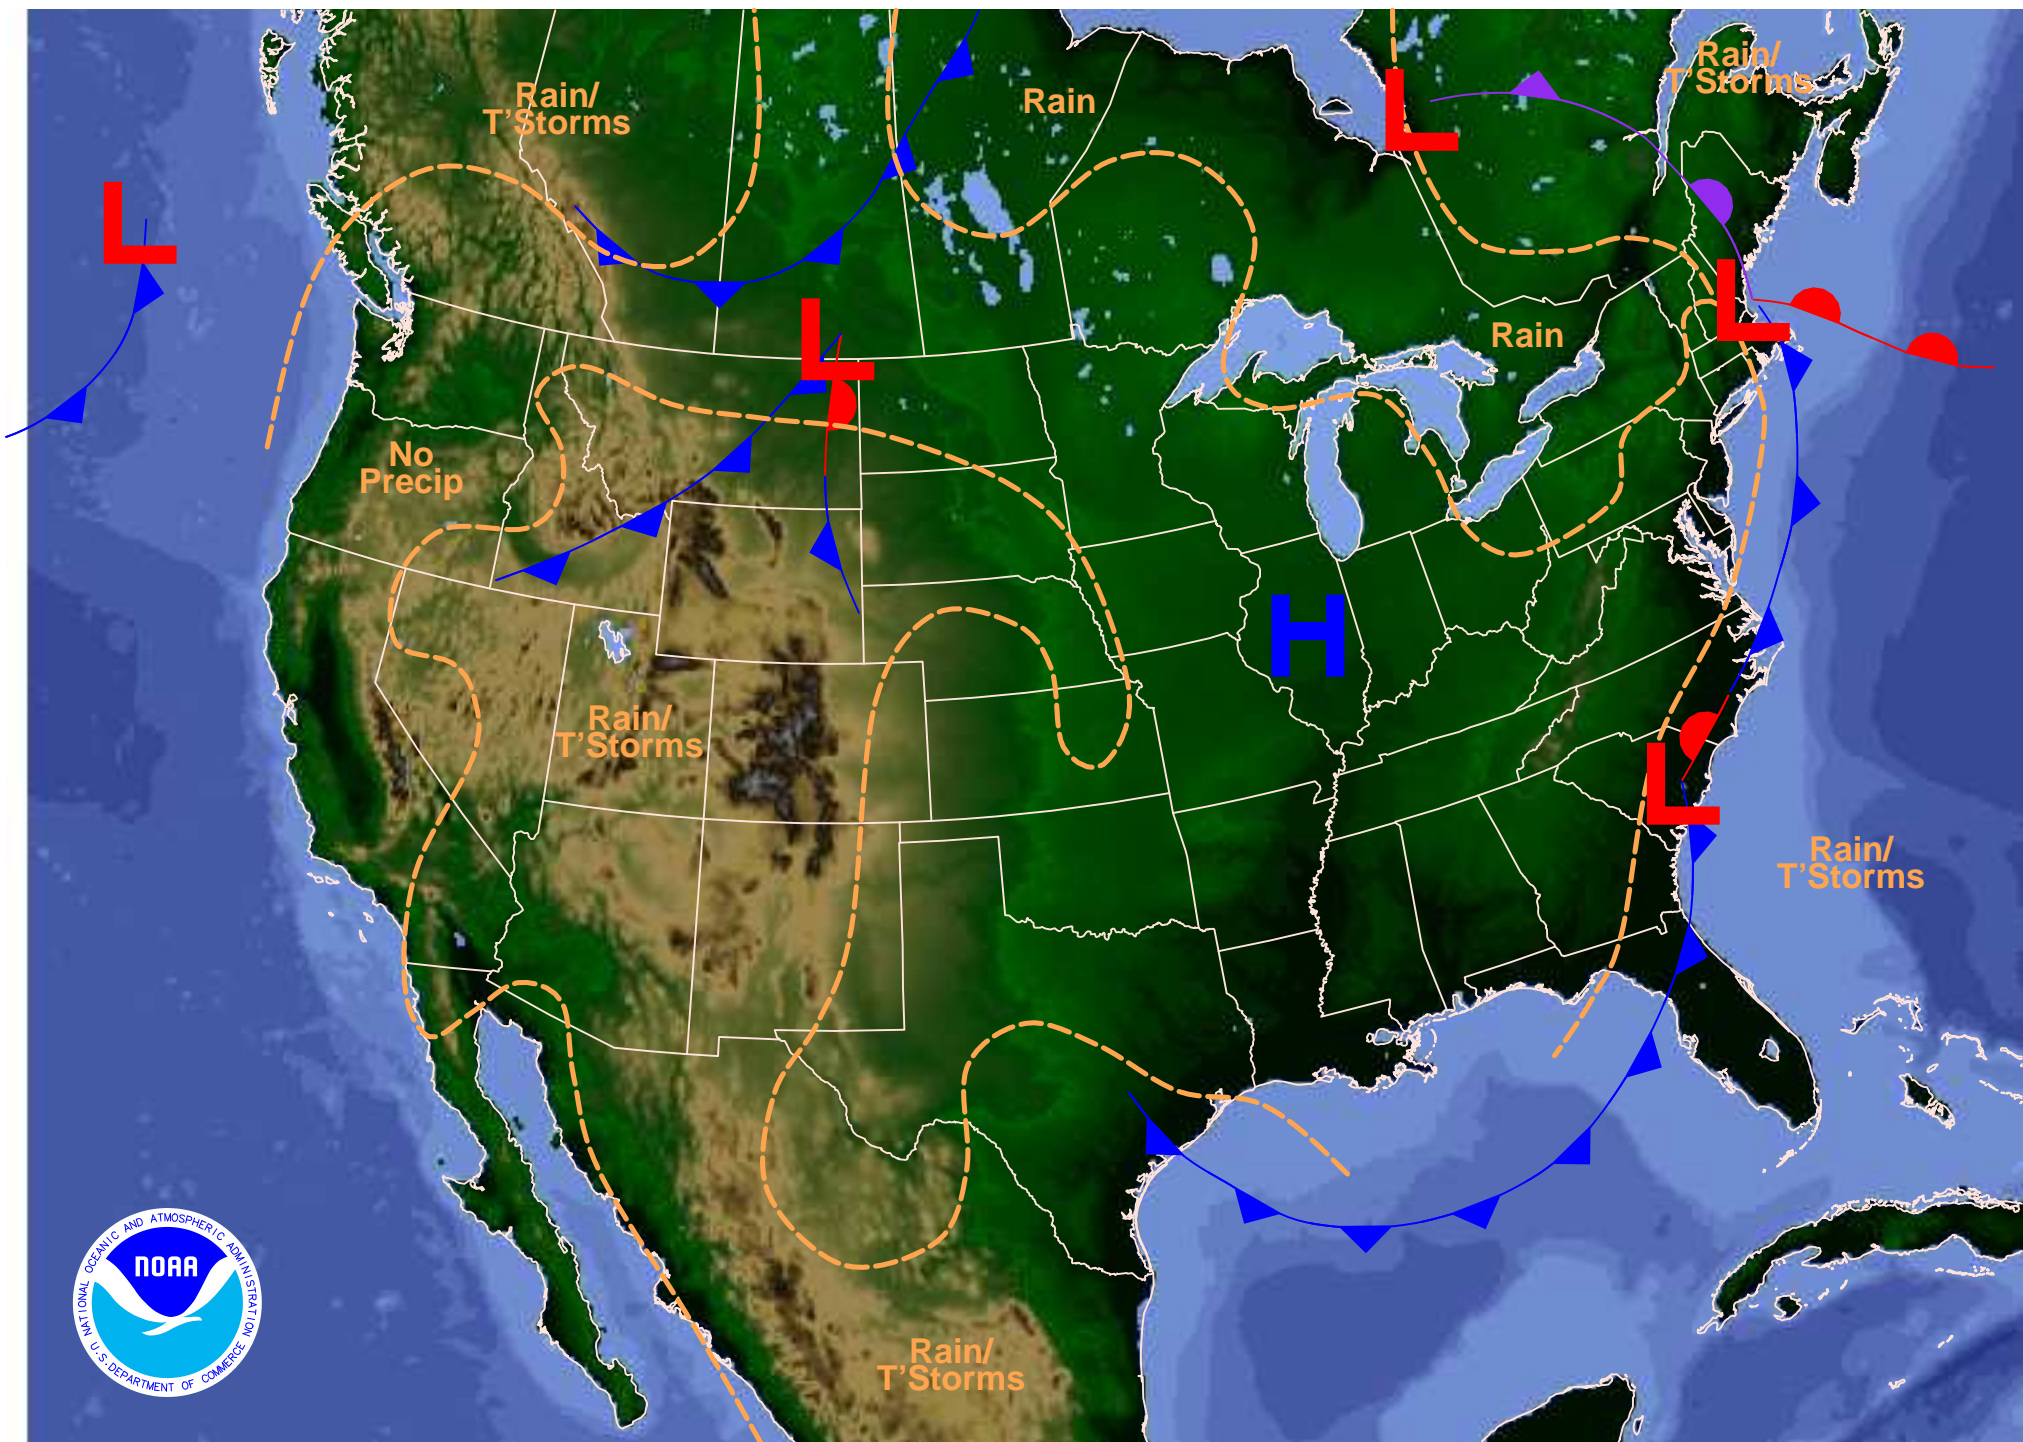 Rain/
T'Storms
Rain
Rain/
T'Storms
L
L
L
L
Rain
No
Precip
H
Rain/
T'Storms
L
Rain/
T'Storms
Rain/
T'Storms
NATIONAL OCEANIC AND ATMOSPHERIC ADMINISTRATION
NOAA
U.S. DEPARTMENT OF COMMERCE